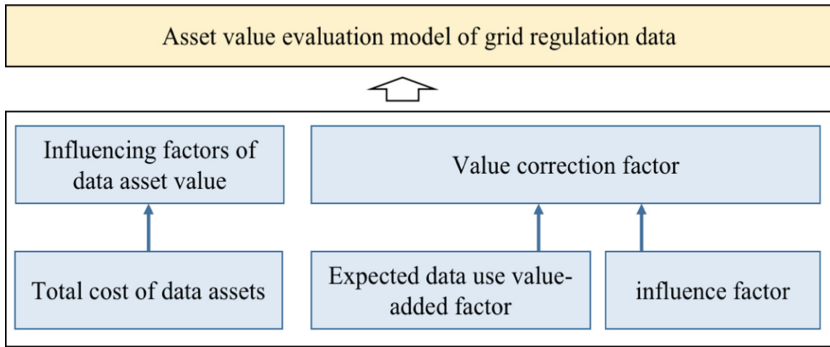 Asset value evaluation model of grid regulation data
Influencing factors of
data asset value
Value correction factor
Total cost of data assets
Expected data use value-
added factor
influence factor